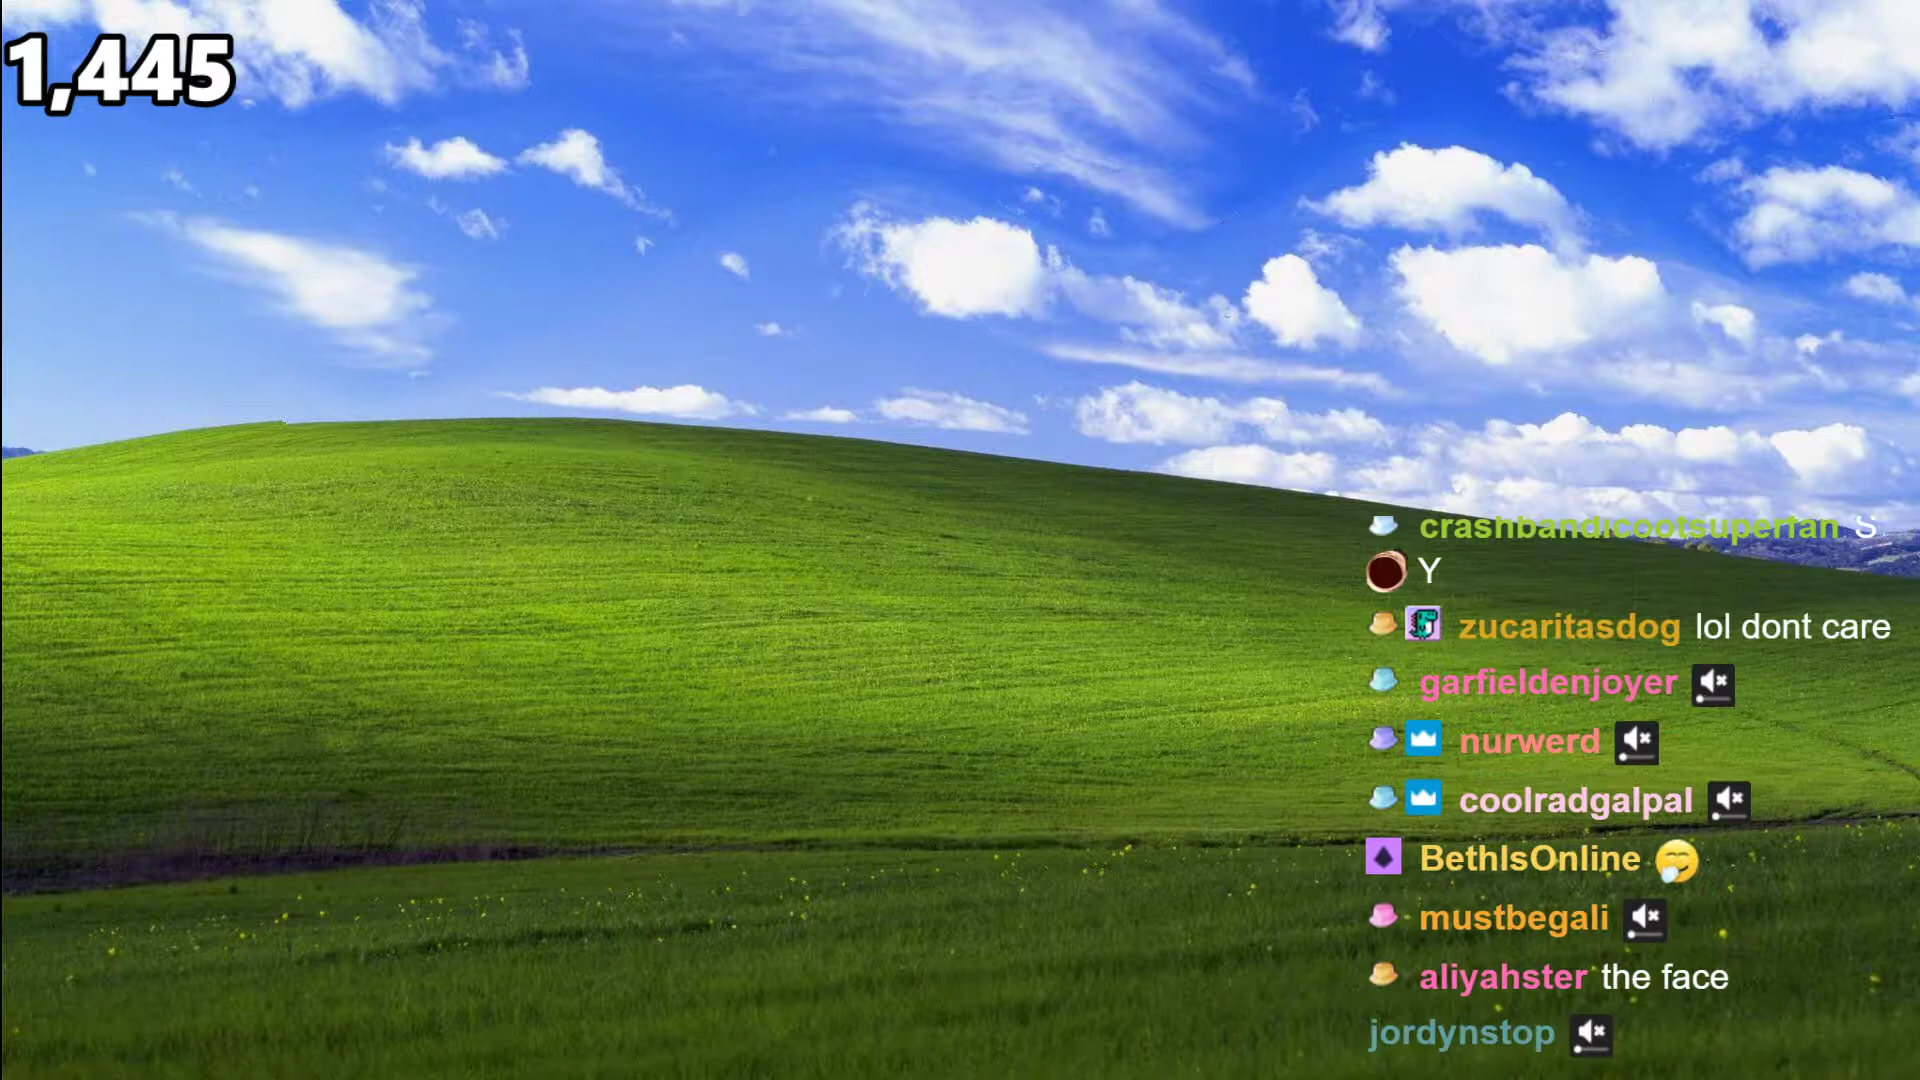 1,445
crashbandicootsuperfan S
Y
zucaritasdog lol dont care
garfieldenjoyer
nurwerd
coolradgalpal
BethIsOnline
mustbegali
aliyahster the face
jordynstop